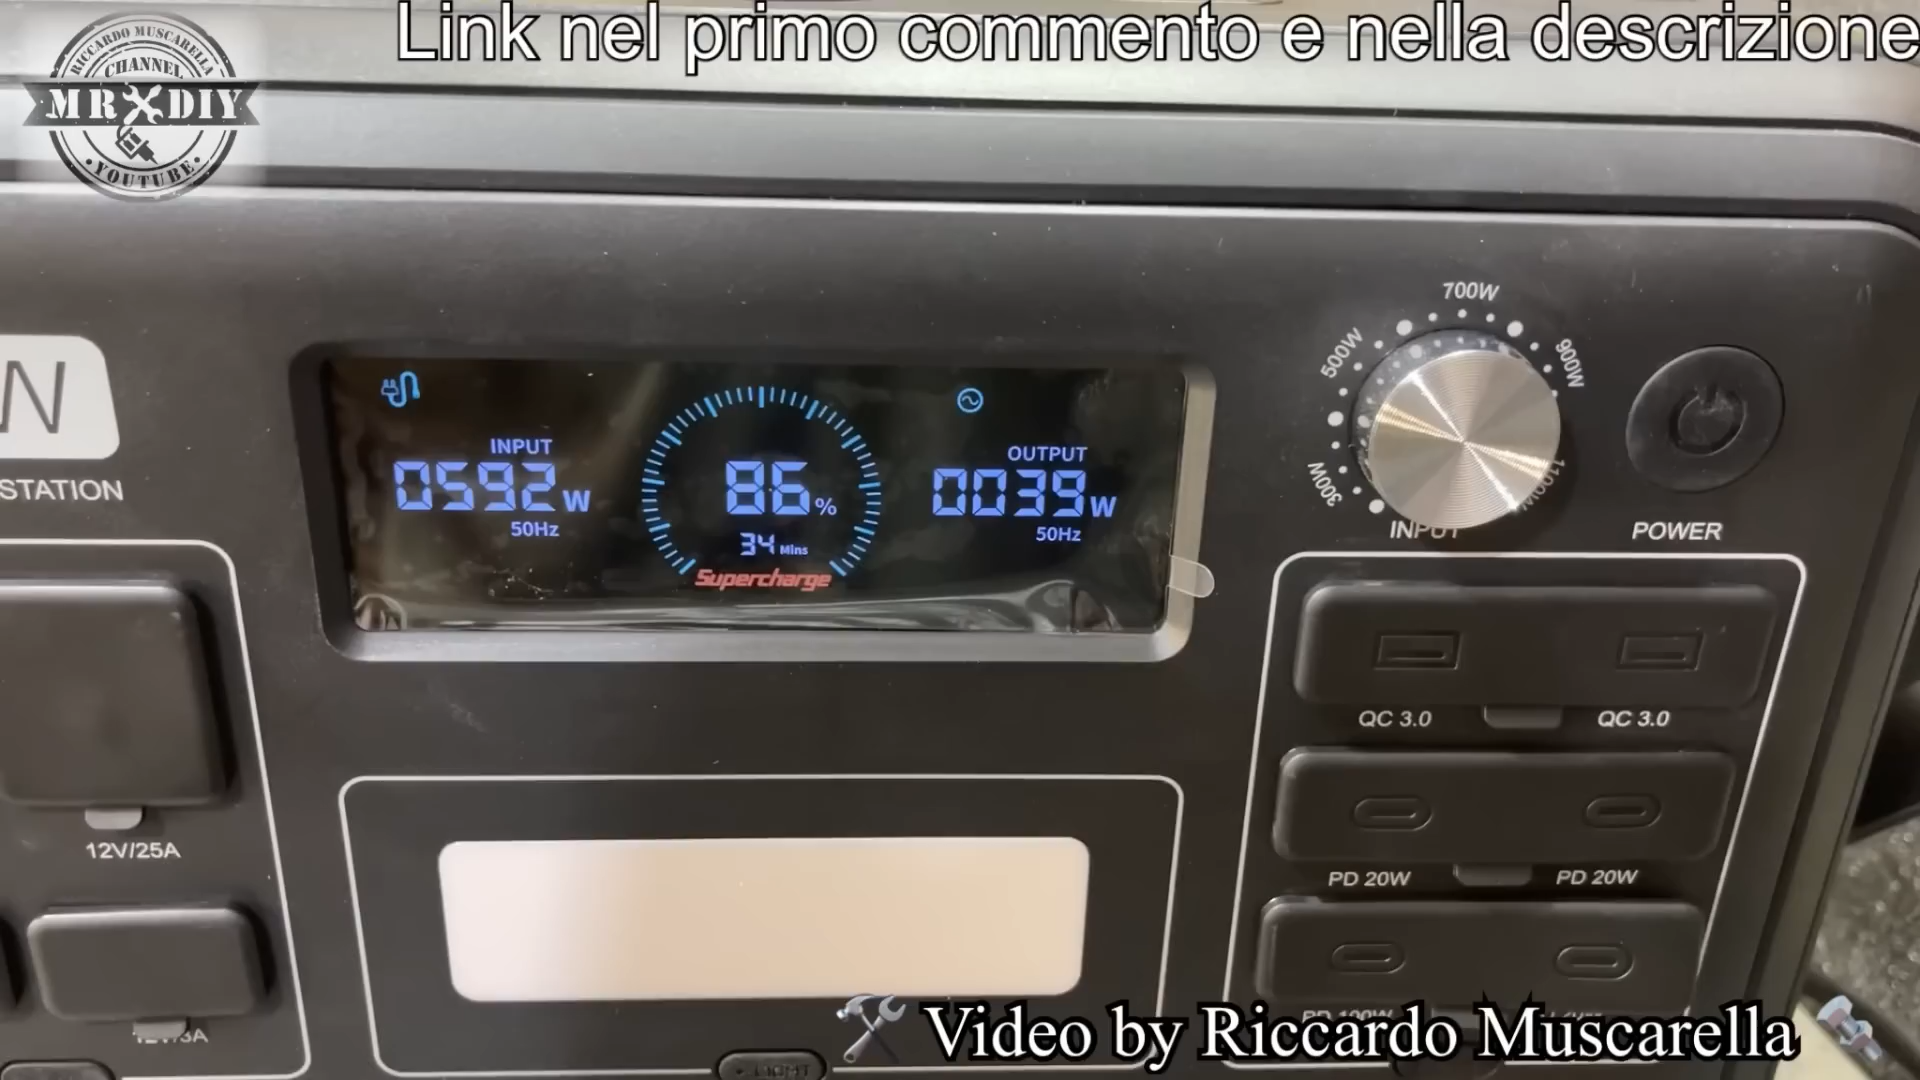 Link nel primo commento e nella descrizione
RICCARDO MUSCARELLA
CHANNEL
MR DIY
YOUTUBE
N
STATION
INPUT
0592W
50Hz
86%
34 Mins
Supercharge
OUTPUT
0039W
50Hz
300W
500W
700W
900W
1100W
INPUT
POWER
QC 3.0
QC 3.0
PD 20W
PD 20W
PD 100W
12V/25A
LIGHT
Video by Riccardo Muscarella